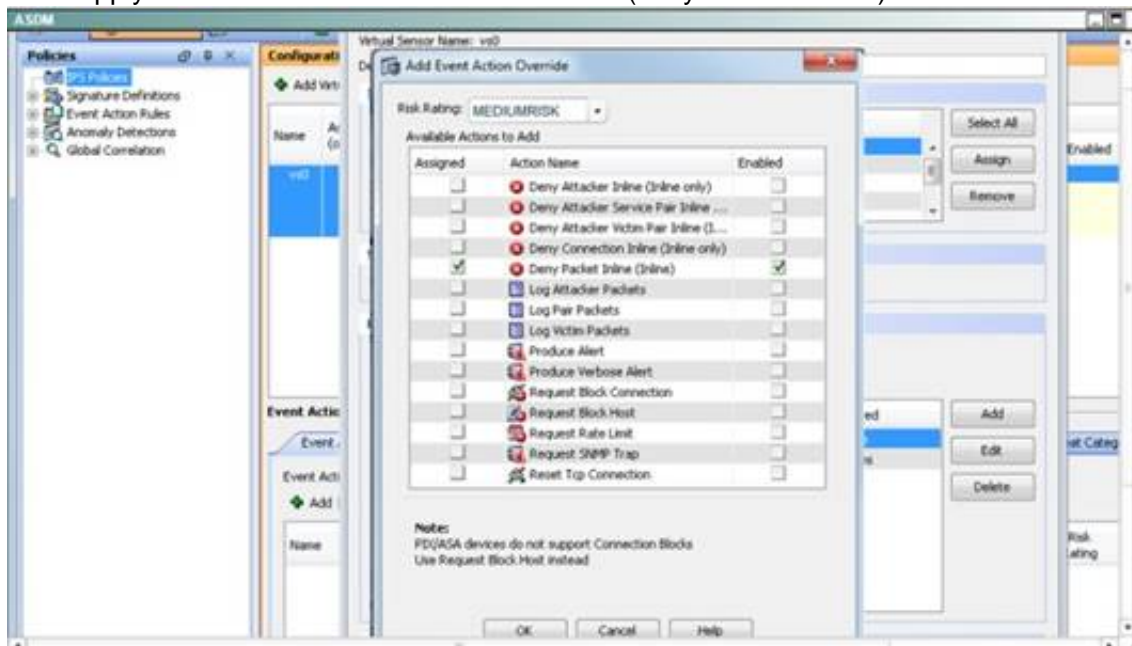 ASDM
Policies
IPS Policies
Signature Definitions
Event Action Rules
Anomaly Detections
Global Correlation
Add Virt
Name
vs0
Event Actio
Event Acti
Add
Name
Virtual Sensor Name: vs0
Add Event Action Override
Risk Rating: MEDIUMRISK
Available Actions to Add
Assigned Action Name Enabled
Deny Attacker Inline (Inline only)
Deny Attacker Service Pair Inline ....
Deny Attacker Victim Pair Inline (I...
Deny Connection Inline (Inline only)
Deny Packet Inline (Inline)
Log Attacker Packets
Log Pair Packets
Log Victim Packets
Produce Alert
Produce Verbose Alert
Request Block Connection
Request Block Host
Request Rate Limit
Request SNMP Trap
Reset Tcp Connection
Note:
PIX/ASA devices do not support Connection Blocks
Use Request Block Host instead
OK Cancel Help
Select All
Assign
Remove
Add
Edit
Delete
Enabled
at Categ
Risk
ating